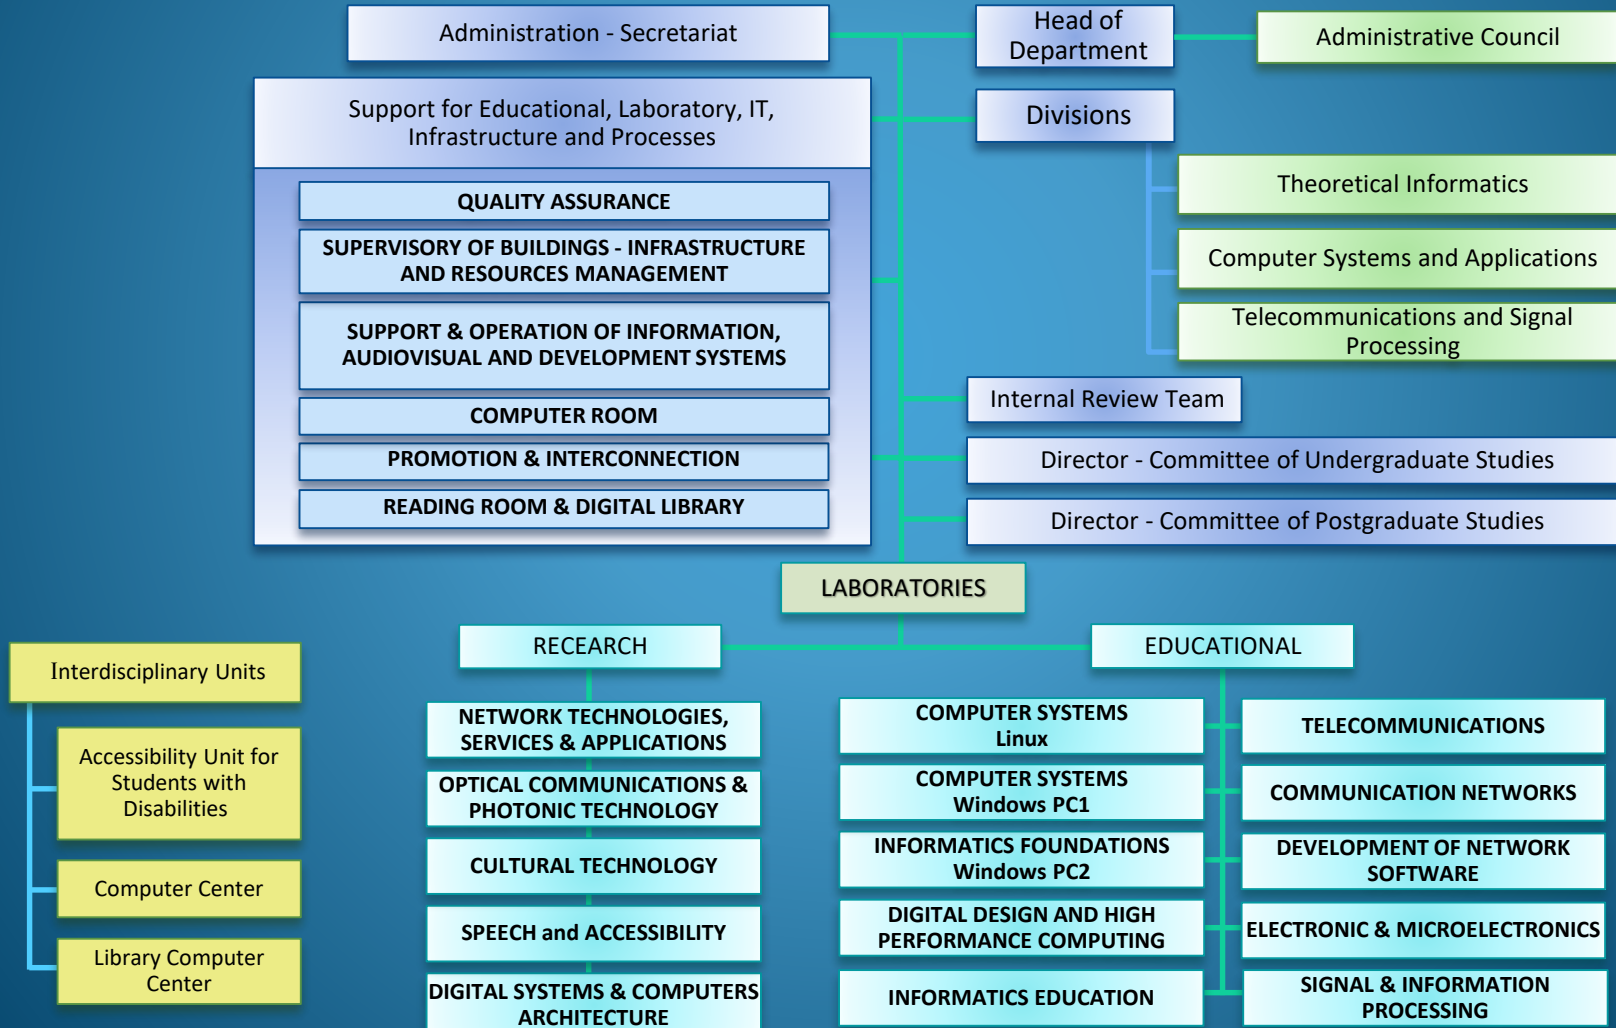 Administration - Secretariat
Head of
Department
Administrative Council
Support for Educational, Laboratory, IT,
Infrastructure and Processes
QUALITY ASSURANCE
SUPERVISORY OF BUILDINGS - INFRASTRUCTURE
AND RESOURCES MANAGEMENT
SUPPORT & OPERATION OF INFORMATION,
AUDIOVISUAL AND DEVELOPMENT SYSTEMS
COMPUTER ROOM
PROMOTION & INTERCONNECTION
READING ROOM & DIGITAL LIBRARY
Divisions
Theoretical Informatics
Computer Systems and Applications
Telecommunications and Signal
Processing
Internal Review Team
Director - Committee of Undergraduate Studies
Director - Committee of Postgraduate Studies
LABORATORIES
Interdisciplinary Units
Accessibility Unit for
Students with
Disabilities
Computer Center
Library Computer
Center
RECEARCH
NETWORK TECHNOLOGIES,
SERVICES & APPLICATIONS
OPTICAL COMMUNICATIONS &
PHOTONIC TECHNOLOGY
CULTURAL TECHNOLOGY
SPEECH and ACCESSIBILITY
DIGITAL SYSTEMS & COMPUTERS
ARCHITECTURE
EDUCATIONAL
COMPUTER SYSTEMS
Linux
COMPUTER SYSTEMS
Windows PC1
INFORMATICS FOUNDATIONS
Windows PC2
DIGITAL DESIGN AND HIGH
PERFORMANCE COMPUTING
INFORMATICS EDUCATION
TELECOMMUNICATIONS
COMMUNICATION NETWORKS
DEVELOPMENT OF NETWORK
SOFTWARE
ELECTRONIC & MICROELECTRONICS
SIGNAL & INFORMATION
PROCESSING